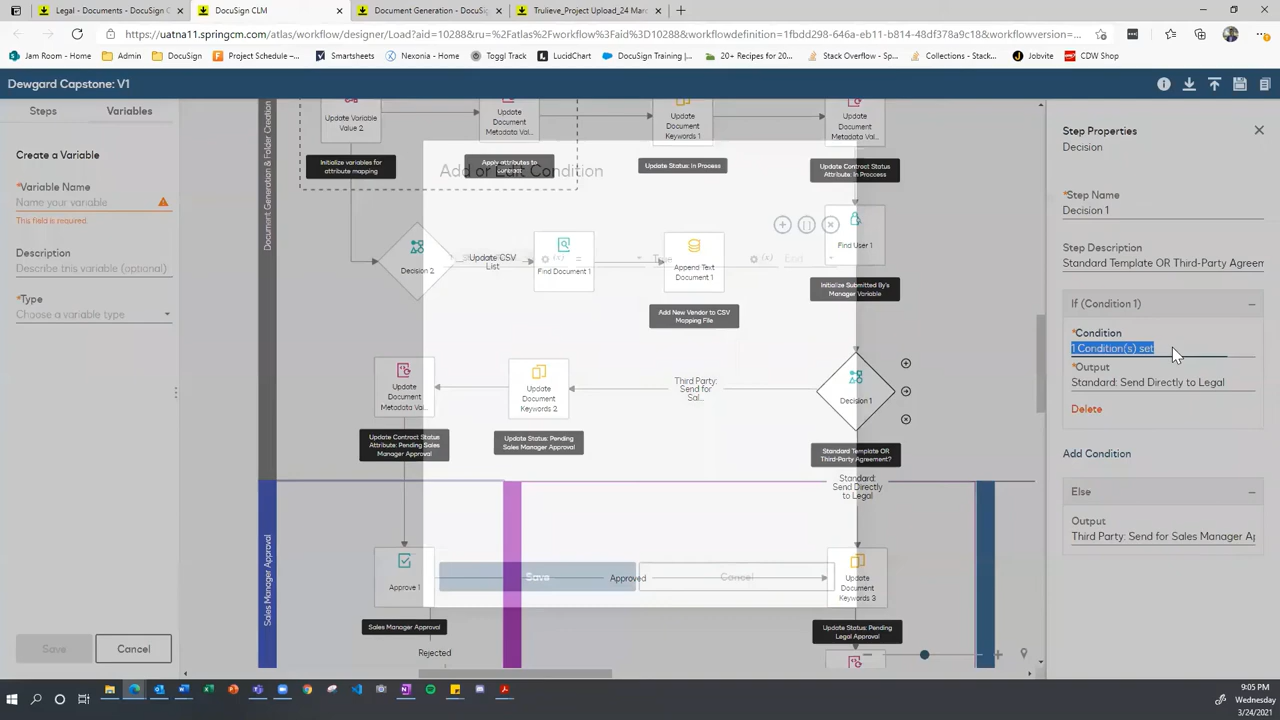 Legal - Documents - DocuSign C
DocuSign CLM
Document Generation - DocuSig
Trulieve_Project Upload_24 Mar
https://uatna11.springcm.com/atlas/workflow/designer/Load?aid=10288&ru=%2Fatlas%2Fworkflow%3Faid%3D10288&workflowdefinition=1fbdd298-646a-eb11-b814-48df378a9c18&workflowversion=...
Jam Room - Home
Admin
DocuSign
Project Schedule -...
Smartsheets
Nexonia - Home
Toggl Track
LucidChart
DocuSign Training |...
20+ Recipes for 20...
Stack Overflow - Sp...
Collections - Stack...
Jobvite
CDW Shop
Dewgard Capstone: V1
Steps
Variables
Create a Variable
*Variable Name
Name your variable
This field is required.
Description
Describe this variable (optional)
*Type
Choose a variable type
Save
Cancel
Document Generation & Folder Creation
Sales Manager Approval
Update Variable
Value 2
Initialize variables for
attribute mapping
Update
Document
Metadata Val...
Apply attributes to
contract
Update
Document
Keywords 1
Update Status: In Process
Update
Document
Metadata Val...
Update Contract Status
Attribute: In Proccess
Add or Edit Condition
Decision 2
Update CSV
List
Find Document 1
Append Text
Document 1
Add New Vendor to CSV
Mapping File
End
Find User 1
Initialize Submitted By's
Manager Variable
Update
Document
Metadata Val...
Update Contract Status
Attribute: Pending Sales
Manager Approval
Update
Document
Keywords 2
Update Status: Pending
Sales Manager Approval
Third Party:
Send for
Sal...
Decision 1
Standard Template OR
Third-Party Agreement?
Standard:
Send Directly
to Legal
Approve 1
Sales Manager Approval
Rejected
Save
Approved
Cancel
Update
Document
Keywords 3
Update Status: Pending
Legal Approval
Step Properties
Decision
*Step Name
Decision 1
Step Description
Standard Template OR Third-Party Agreem
If (Condition 1)
*Condition
1 Condition(s) set
*Output
Standard: Send Directly to Legal
Delete
Add Condition
Else
Output
Third Party: Send for Sales Manager Ap
9:05 PM
Wednesday
3/24/2021